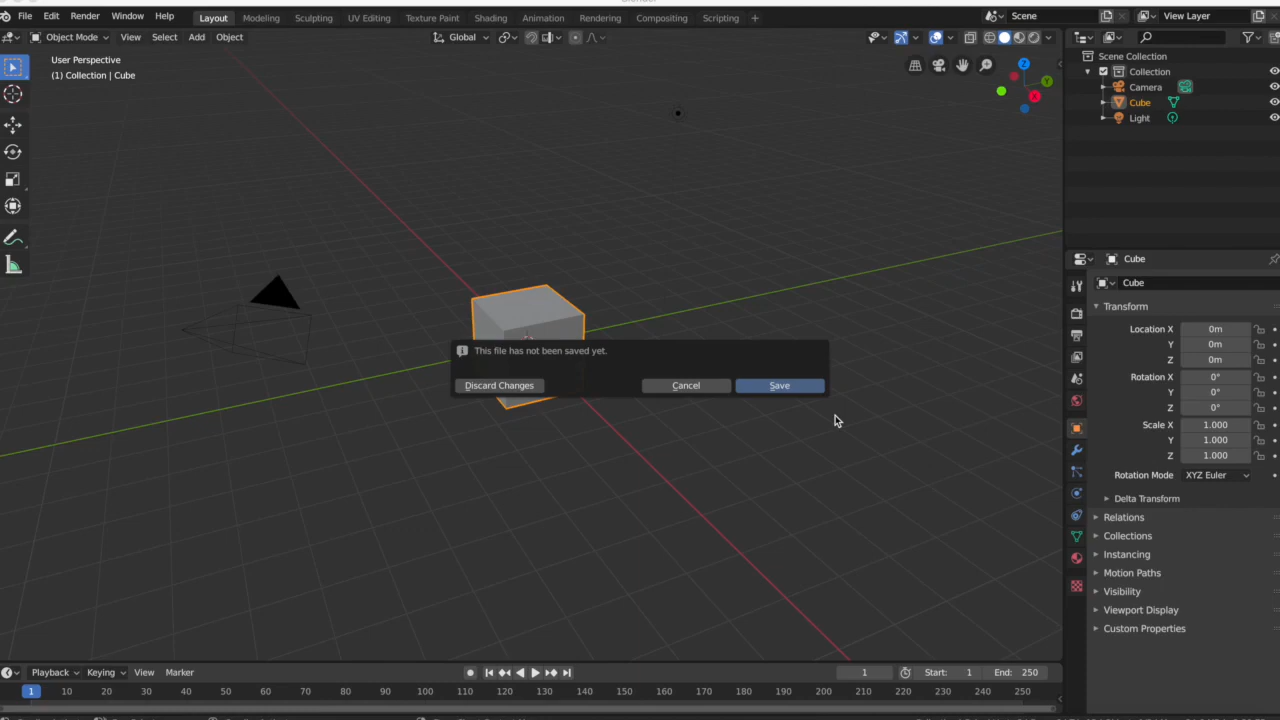 File Edit Render Window Help Layout Modeling Sculpting UV Editing Texture Paint Shading Animation Rendering Compositing Scripting + Scene View Layer
Object Mode View Select Add Object Global
User Perspective
(1) Collection | Cube
Z
Y
X
Scene Collection
Collection
Camera
Cube
Light
This file has not been saved yet.
Discard Changes Cancel Save
Cube
Cube
Transform
Location X 0m
Y 0m
Z 0m
Rotation X 0°
Y 0°
Z 0°
Scale X 1.000
Y 1.000
Z 1.000
Rotation Mode XYZ Euler
Delta Transform
Relations
Collections
Instancing
Motion Paths
Visibility
Viewport Display
Custom Properties
Playback Keying View Marker 1 Start: 1 End: 250
1 10 20 30 40 50 60 70 80 90 100 110 120 130 140 150 160 170 180 190 200 210 220 230 240 250